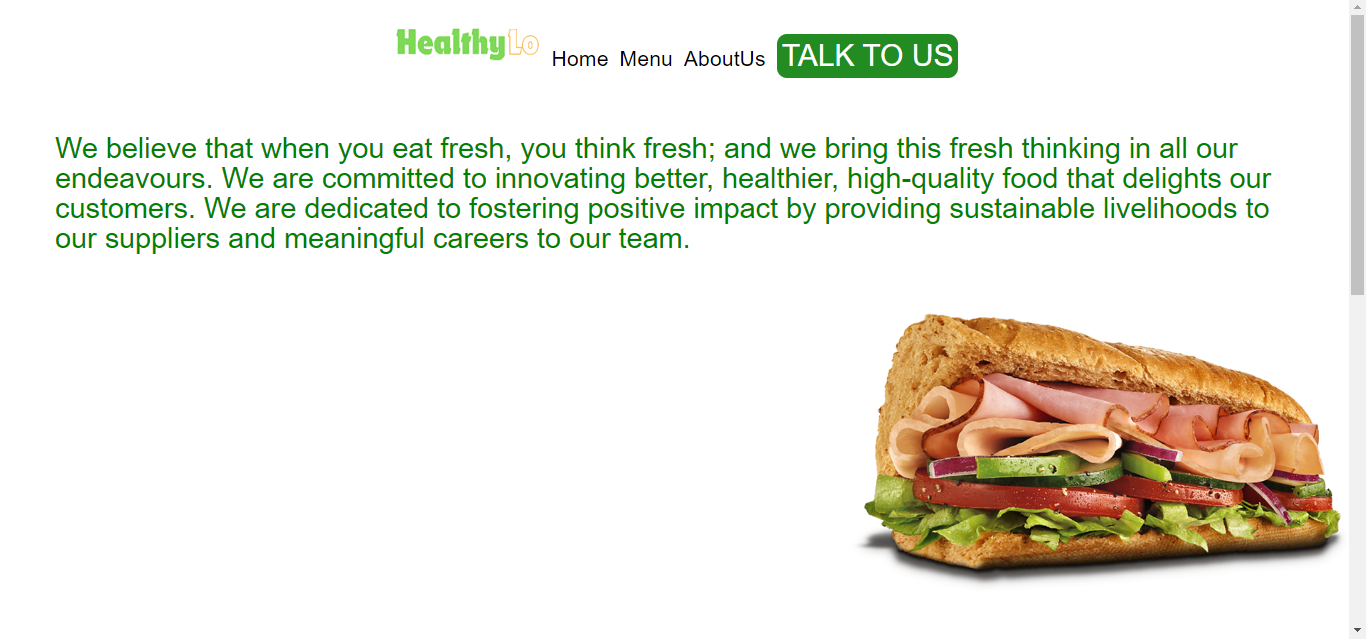 HealthyLo Home Menu AboutUs TALK TO US
We believe that when you eat fresh, you think fresh; and we bring this fresh thinking in all our
endeavours. We are committed to innovating better, healthier, high-quality food that delights our
customers. We are dedicated to fostering positive impact by providing sustainable livelihoods to
our suppliers and meaningful careers to our team.